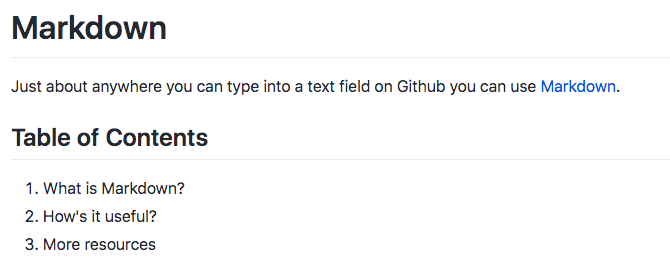 Markdown
Just about anywhere you can type into a text field on Github you can use Markdown.
Table of Contents
1. What is Markdown?
2. How's it useful?
3. More resources